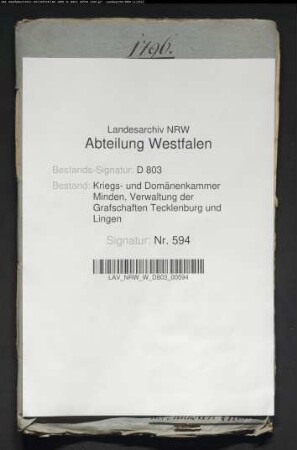 1796.
Landesarchiv NRW
Abteilung Westfalen
Bestands-Signatur: D 803
Bestand: Kriegs- und Domänenkammer
Minden, Verwaltung der
Grafschaften Tecklenburg und
Lingen
Signatur: Nr. 594
LAV_NRW_W_D803_00594